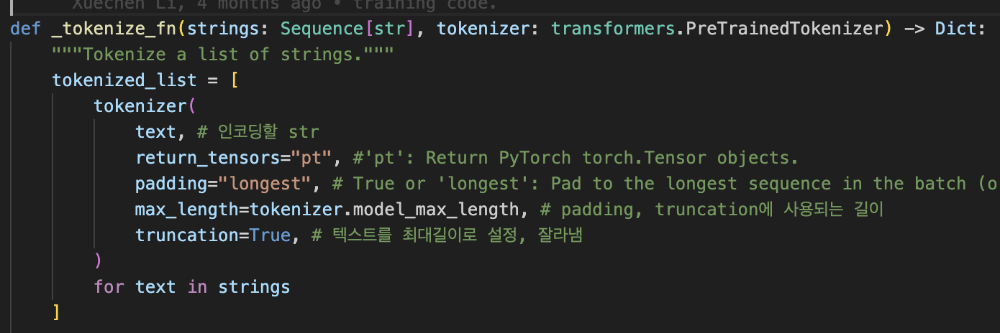 Xuechen Li, 4 months ago • training code.
def _tokenize_fn(strings: Sequence[str], tokenizer: transformers.PreTrainedTokenizer) -> Dict:
    """Tokenize a list of strings."""
    tokenized_list = [
        tokenizer(
            text, # 인코딩할 str
            return_tensors="pt", #'pt': Return PyTorch torch.Tensor objects.
            padding="longest", # True or 'longest': Pad to the longest sequence in the batch (o
            max_length=tokenizer.model_max_length, # padding, truncation에 사용되는 길이
            truncation=True, # 텍스트를 최대길이로 설정, 잘라냄
        )
        for text in strings
    ]